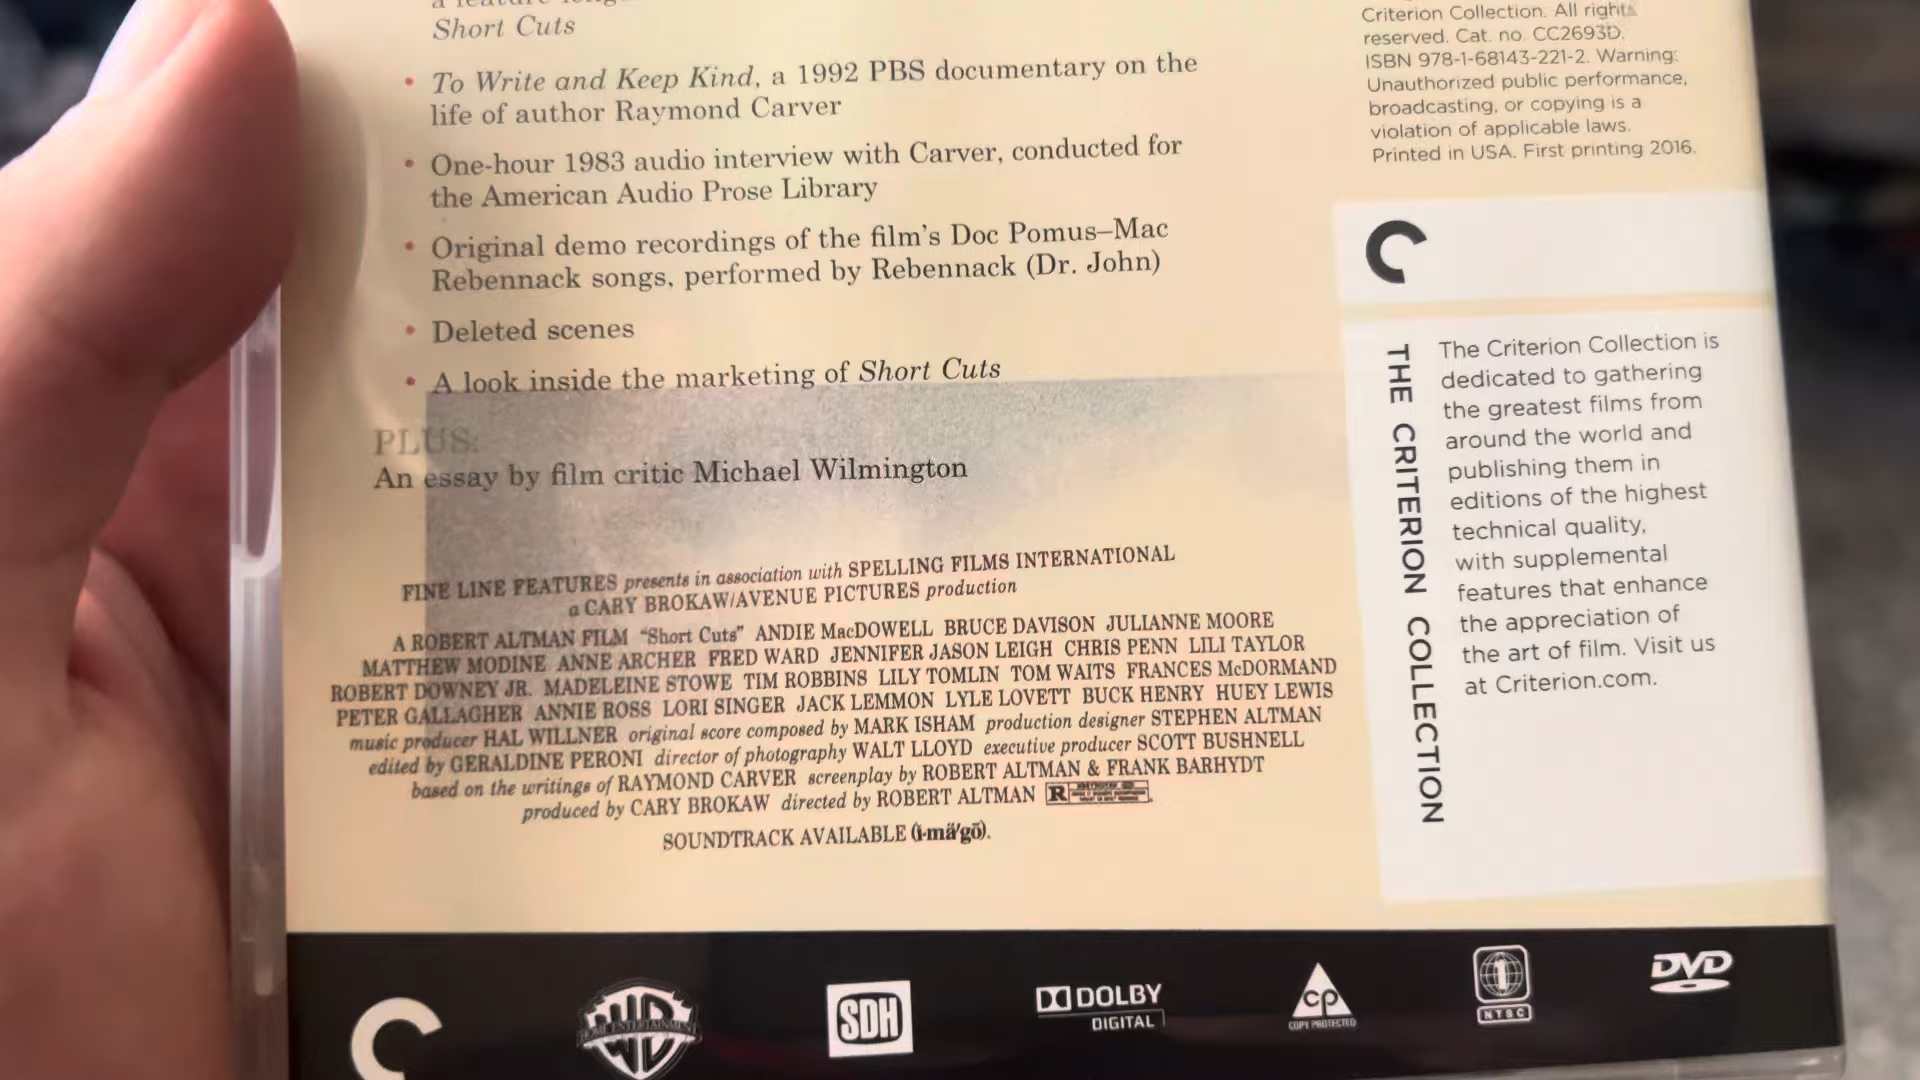 Short Cuts
• To Write and Keep Kind, a 1992 PBS documentary on the
life of author Raymond Carver
• One-hour 1983 audio interview with Carver, conducted for
the American Audio Prose Library
• Original demo recordings of the film's Doc Pomus–Mac
Rebennack songs, performed by Rebennack (Dr. John)
• Deleted scenes
• A look inside the marketing of Short Cuts
PLUS:
An essay by film critic Michael Wilmington
FINE LINE FEATURES presents in association with SPELLING FILMS INTERNATIONAL
a CARY BROKAW/AVENUE PICTURES production
A ROBERT ALTMAN FILM "Short Cuts" ANDIE MacDOWELL BRUCE DAVISON JULIANNE MOORE
MATTHEW MODINE ANNE ARCHER FRED WARD JENNIFER JASON LEIGH CHRIS PENN LILI TAYLOR
ROBERT DOWNEY JR. MADELEINE STOWE TIM ROBBINS LILY TOMLIN TOM WAITS FRANCES McDORMAND
PETER GALLAGHER ANNIE ROSS LORI SINGER JACK LEMMON LYLE LOVETT BUCK HENRY HUEY LEWIS
music producer HAL WILLNER original score composed by MARK ISHAM production designer STEPHEN ALTMAN
edited by GERALDINE PERONI director of photography WALT LLOYD executive producer SCOTT BUSHNELL
based on the writings of RAYMOND CARVER screenplay by ROBERT ALTMAN & FRANK BARHYDT
produced by CARY BROKAW directed by ROBERT ALTMAN R
SOUNDTRACK AVAILABLE (i-mä'gō).
Criterion Collection. All rights
reserved. Cat. no. CC2693D.
ISBN 978-1-68143-221-2. Warning:
Unauthorized public performance,
broadcasting, or copying is a
violation of applicable laws.
Printed in USA. First printing 2016.
THE CRITERION COLLECTION
The Criterion Collection is
dedicated to gathering
the greatest films from
around the world and
publishing them in
editions of the highest
technical quality,
with supplemental
features that enhance
the appreciation of
the art of film. Visit us
at Criterion.com.
WB
HOME ENTERTAINMENT
SDH
DOLBY
DIGITAL
cp
COPY PROTECTED
1
NTSC
DVD